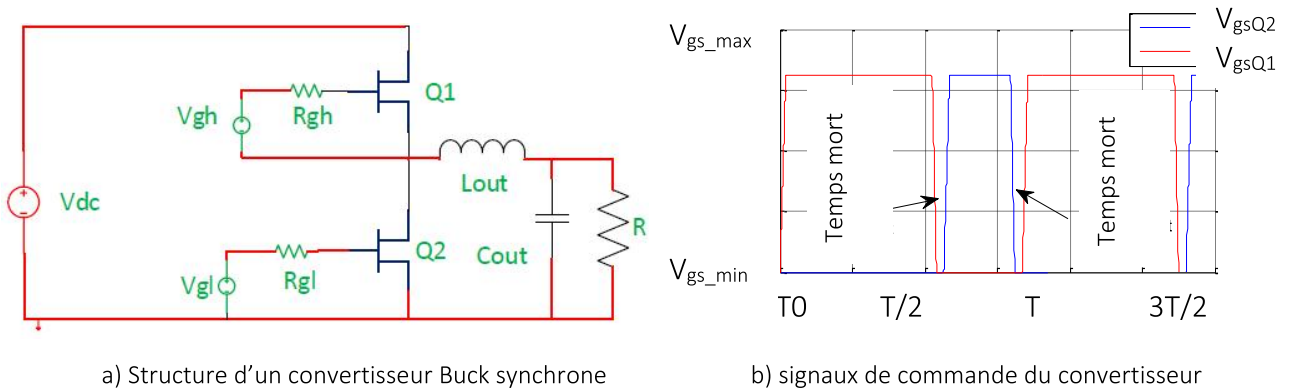 Vgh
Rgh
Q1
Vdc
Lout
R
Cout
Q2
Vgl
Rgl
a) Structure d’un convertisseur Buck synchrone
Vgs_max
VgsQ2
VgsQ1
Temps mort
Temps mort
Vgs_min
T0 T/2 T 3T/2
b) signaux de commande du convertisseur